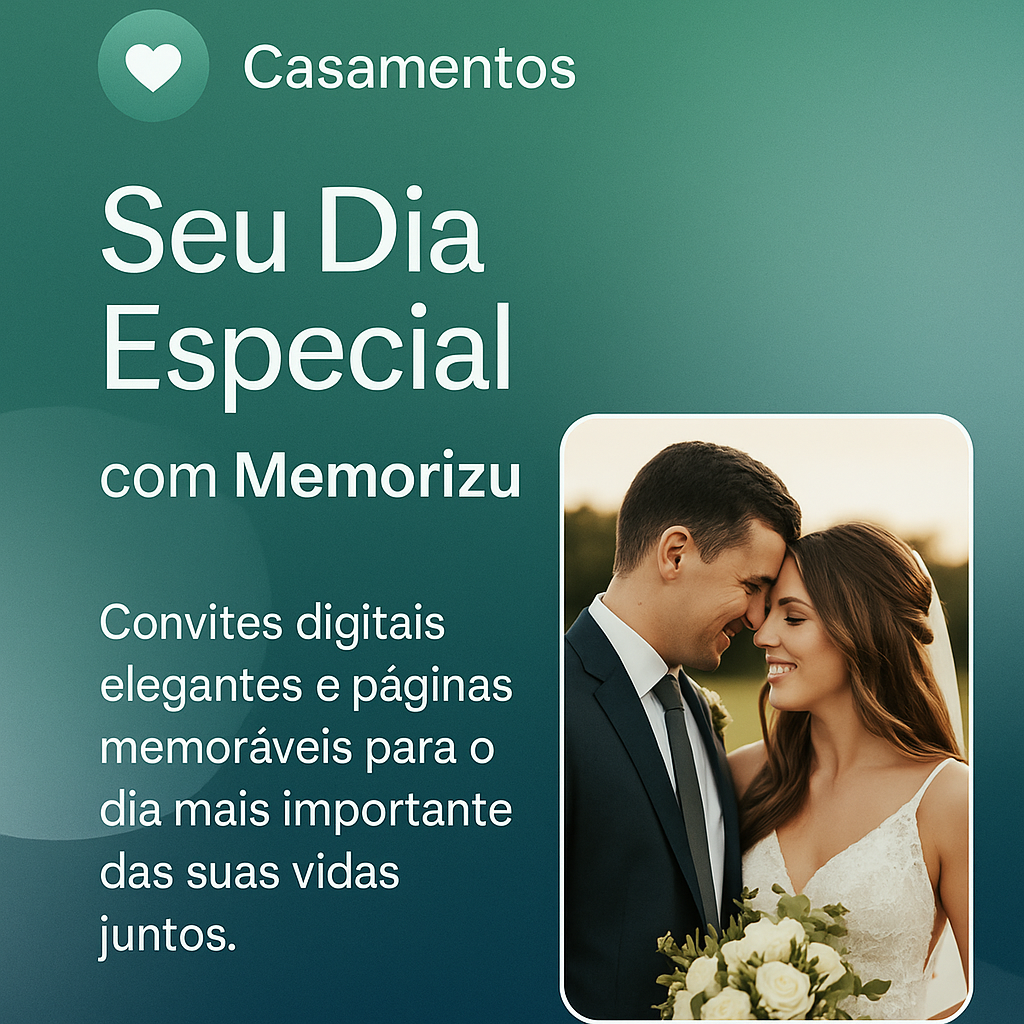 Casamentos
Seu Dia
Especial
com Memorizu
Convites digitais
elegantes e páginas
memoráveis para o
dia mais importante
das suas vidas
juntos.